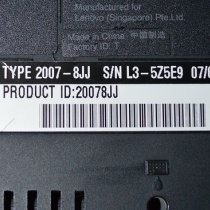 Manufactured for
Lenovo (Singapore) Pte.Ltd.
Made in China 中国制造
Factory ID: T
TYPE 2007-8JJ S/N L3-5Z5E9 07/0
PRODUCT ID:20078JJ